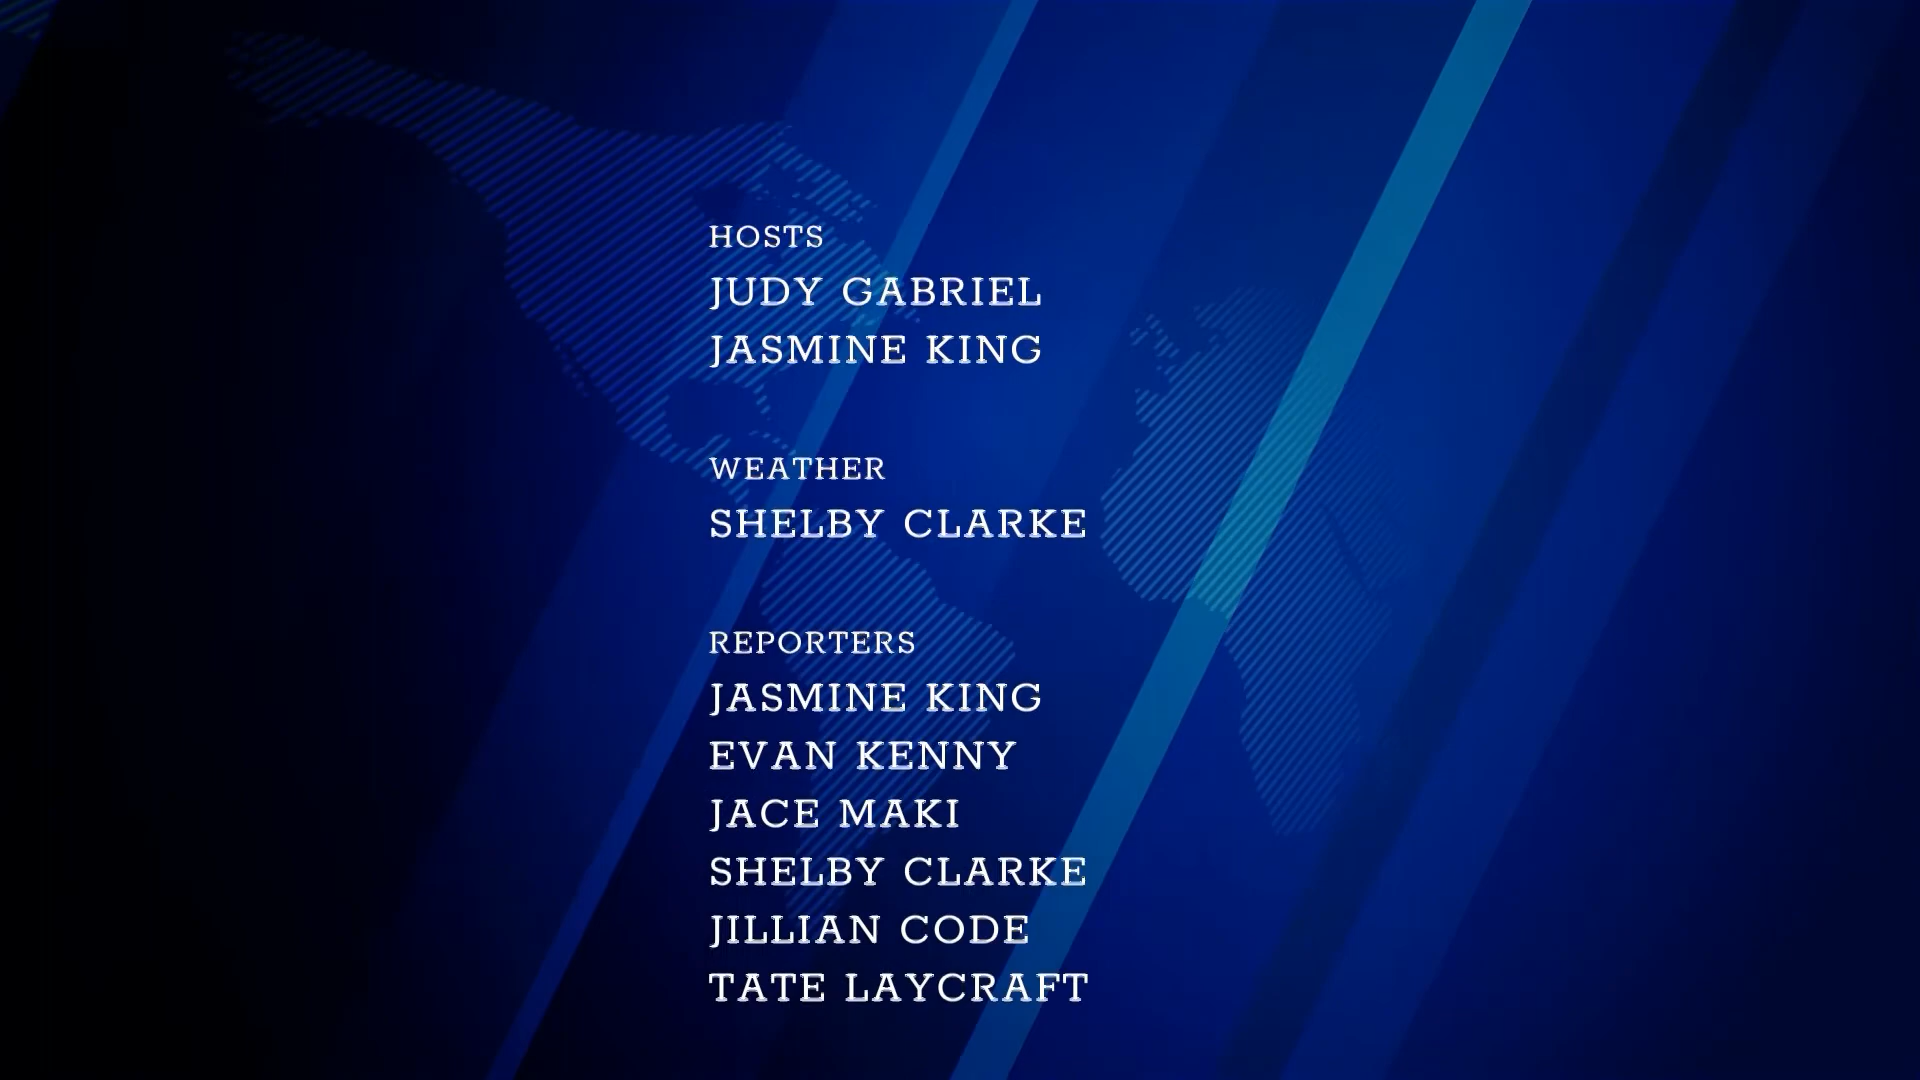 HOSTS
JUDY GABRIEL
JASMINE KING
WEATHER
SHELBY CLARKE
REPORTERS
JASMINE KING
EVAN KENNY
JACE MAKI
SHELBY CLARKE
JILLIAN CODE
TATE LAYCRAFT